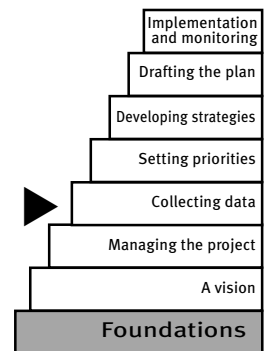 Implementation
and monitoring
Drafting the plan
Developing strategies
Setting priorities
Collecting data
Managing the project
A vision
Foundations